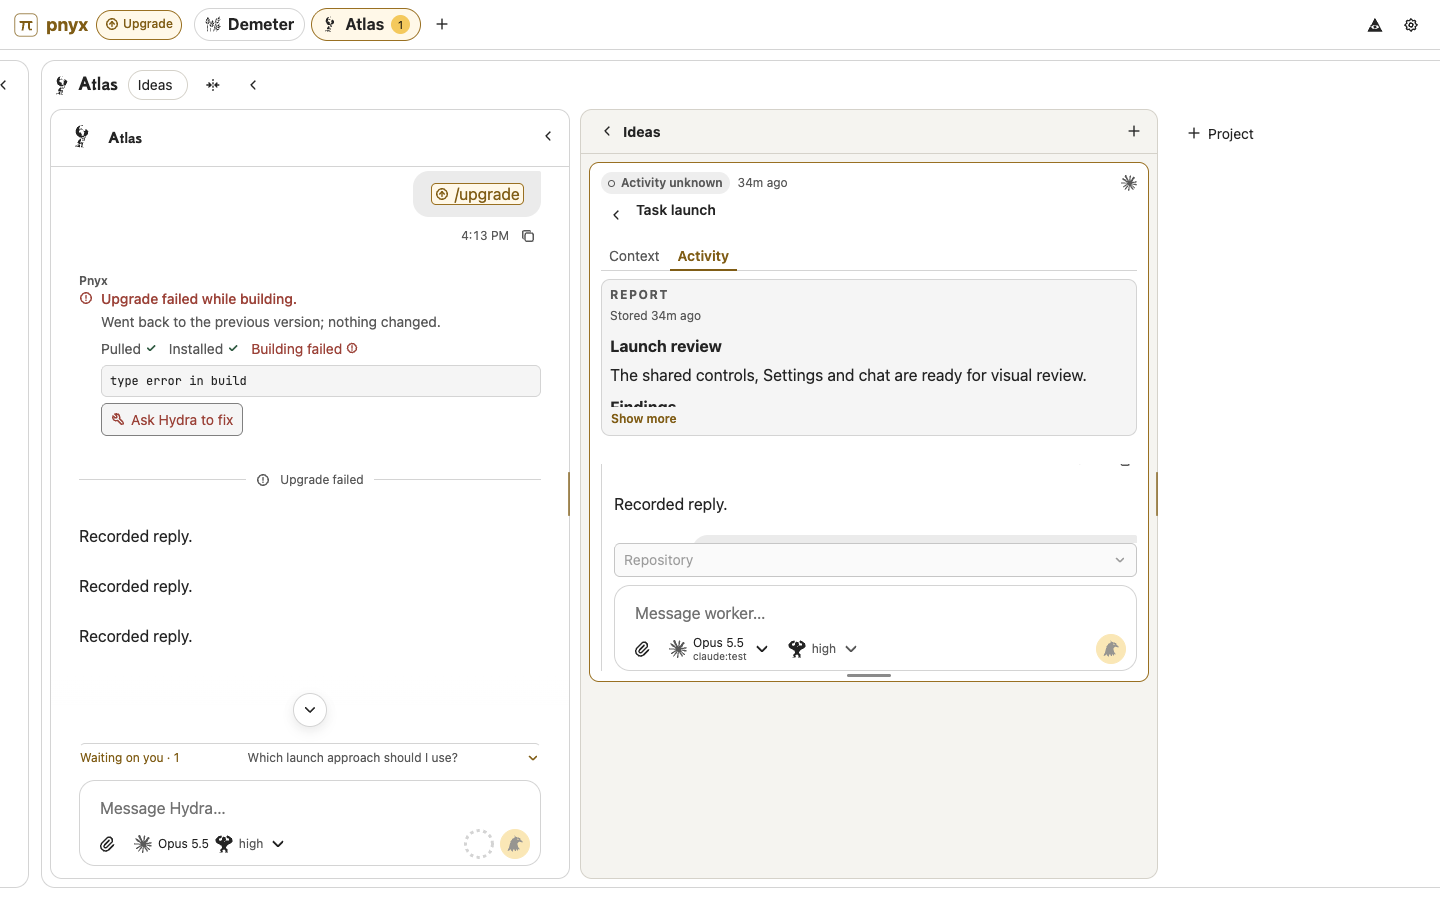 π pnyx Upgrade Demeter Atlas 1
Atlas Ideas
Atlas
/upgrade
4:13 PM
Pnyx
Upgrade failed while building.
Went back to the previous version; nothing changed.
Pulled Installed Building failed
type error in build
Ask Hydra to fix
Upgrade failed
Recorded reply.
Recorded reply.
Recorded reply.
Waiting on you · 1 Which launch approach should I use?
Message Hydra...
Opus 5.5 high
Ideas
Activity unknown 34m ago
Task launch
Context Activity
REPORT
Stored 34m ago
Launch review
The shared controls, Settings and chat are ready for visual review.
Findings
Show more
Recorded reply.
Repository
Message worker...
Opus 5.5
claude:test
high
Project